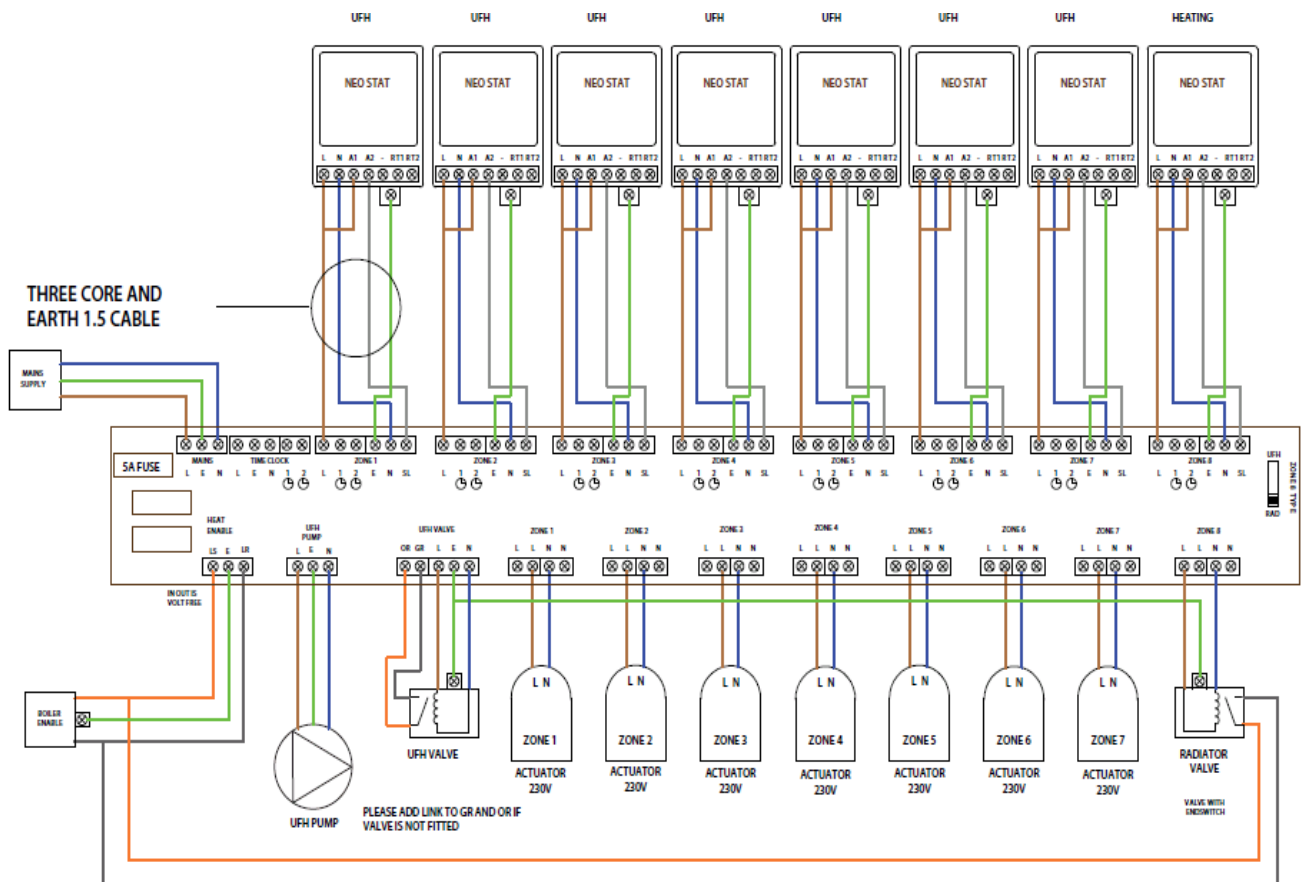 UFH UFH UFH UFH UFH UFH UFH HEATING
NEO STAT NEO STAT NEO STAT NEO STAT NEO STAT NEO STAT NEO STAT NEO STAT
L N A1 A2 - RT1 RT2 L N A1 A2 - RT1 RT2 L N A1 A2 - RT1 RT2 L N A1 A2 - RT1 RT2 L N A1 A2 - RT1 RT2 L N A1 A2 - RT1 RT2 L N A1 A2 - RT1 RT2 L N A1 A2 - RT1 RT2
THREE CORE AND
EARTH 1.5 CABLE
MAINS
SUPPLY
5A FUSE
MAINS TIME CLOCK ZONE 1 ZONE 2 ZONE 3 ZONE 4 ZONE 5 ZONE 6 ZONE 7 ZONE 8
L E N L E N 1 2 L 1 2 E N SL L 1 2 E N SL L 1 2 E N SL L 1 2 E N SL L 1 2 E N SL L 1 2 E N SL L 1 2 E N SL L 1 2 E N SL
UFH
RAD
ZONE 8 TYPE
HEAT
ENABLE
LS E LR
UFH
PUMP
L E N
UFH VALVE
OR GR L E N
ZONE 1 ZONE 2 ZONE 3 ZONE 4 ZONE 5 ZONE 6 ZONE 7 ZONE 8
L L N N L L N N L L N N L L N N L L N N L L N N L L N N L L N N
IN OUT IS
VOLT FREE
BOILER
ENABLE
UFH PUMP
UFH VALVE
PLEASE ADD LINK TO GR AND OR IF
VALVE IS NOT FITTED
L N L N L N L N L N L N L N
ZONE 1 ZONE 2 ZONE 3 ZONE 4 ZONE 5 ZONE 6 ZONE 7
ACTUATOR ACTUATOR ACTUATOR ACTUATOR ACTUATOR ACTUATOR ACTUATOR
230V 230V 230V 230V 230V 230V 230V
RADIATOR
VALVE
VALVE WITH
ENDSWITCH